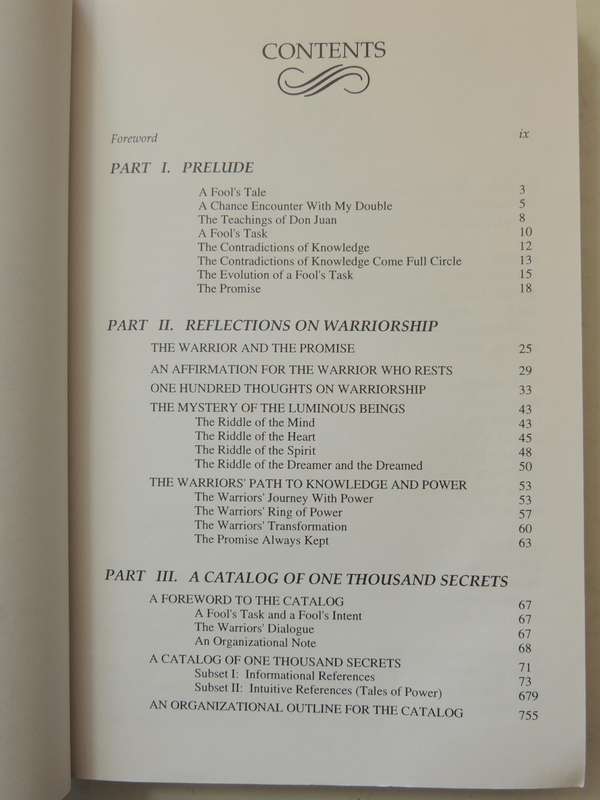 CONTENTS
Foreword ix
PART I. PRELUDE
A Fool's Tale 3
A Chance Encounter With My Double 5
The Teachings of Don Juan 8
A Fool's Task 10
The Contradictions of Knowledge 12
The Contradictions of Knowledge Come Full Circle 13
The Evolution of a Fool's Task 15
The Promise 18
PART II. REFLECTIONS ON WARRIORSHIP
THE WARRIOR AND THE PROMISE 25
AN AFFIRMATION FOR THE WARRIOR WHO RESTS 29
ONE HUNDRED THOUGHTS ON WARRIORSHIP 33
THE MYSTERY OF THE LUMINOUS BEINGS 43
The Riddle of the Mind 43
The Riddle of the Heart 45
The Riddle of the Spirit 48
The Riddle of the Dreamer and the Dreamed 50
THE WARRIORS' PATH TO KNOWLEDGE AND POWER 53
The Warriors' Journey With Power 53
The Warriors' Ring of Power 57
The Warriors' Transformation 60
The Promise Always Kept 63
PART III. A CATALOG OF ONE THOUSAND SECRETS
A FOREWORD TO THE CATALOG 67
A Fool's Task and a Fool's Intent 67
The Warriors' Dialogue 67
An Organizational Note 68
A CATALOG OF ONE THOUSAND SECRETS 71
Subset I: Informational References 73
Subset II: Intuitive References (Tales of Power) 679
AN ORGANIZATIONAL OUTLINE FOR THE CATALOG 755